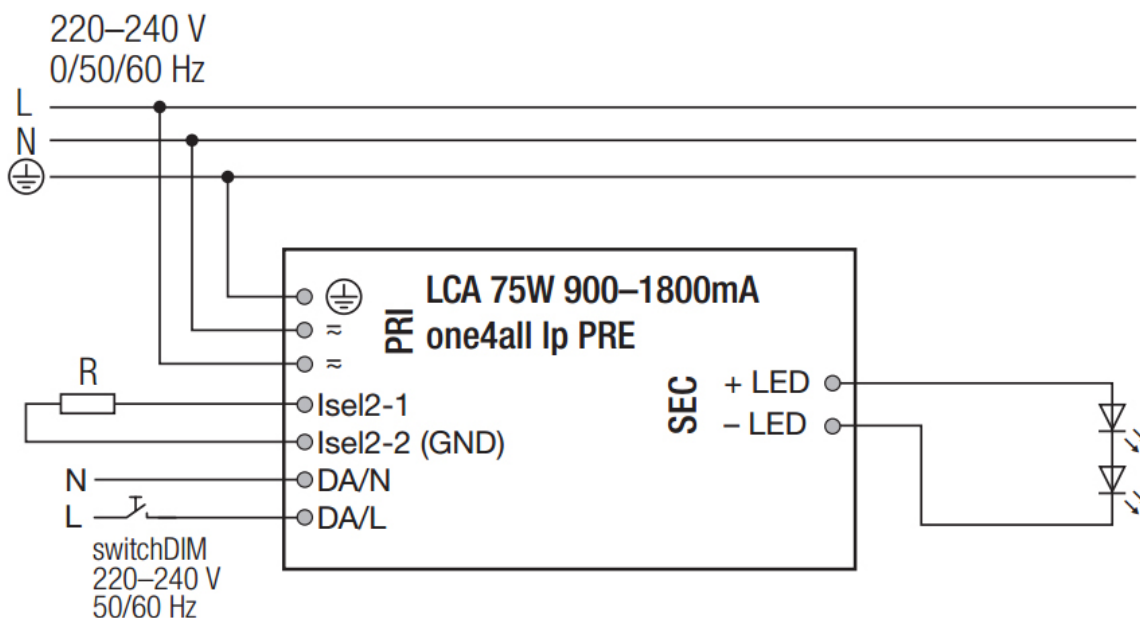 220–240 V
0/50/60 Hz
L
N
LCA 75W 900–1800mA
one4all lp PRE
PRI
≂
≂
R
Isel2-1
Isel2-2 (GND)
N
DA/N
L
DA/L
switchDIM
220–240 V
50/60 Hz
SEC
+ LED
– LED